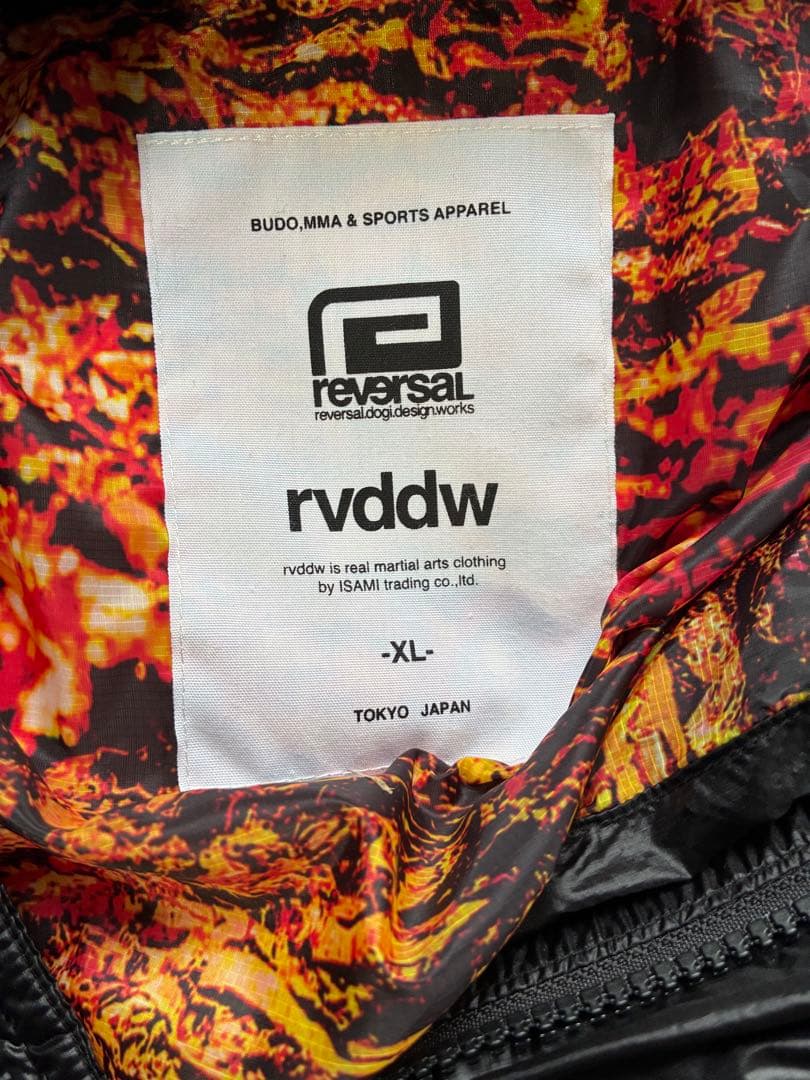 BUDO,MMA & SPORTS APPAREL
reversal
reversal.dogi.design.works
rvddw
rvddw is real martial arts clothing
by ISAMI trading co.,ltd.
-XL-
TOKYO JAPAN